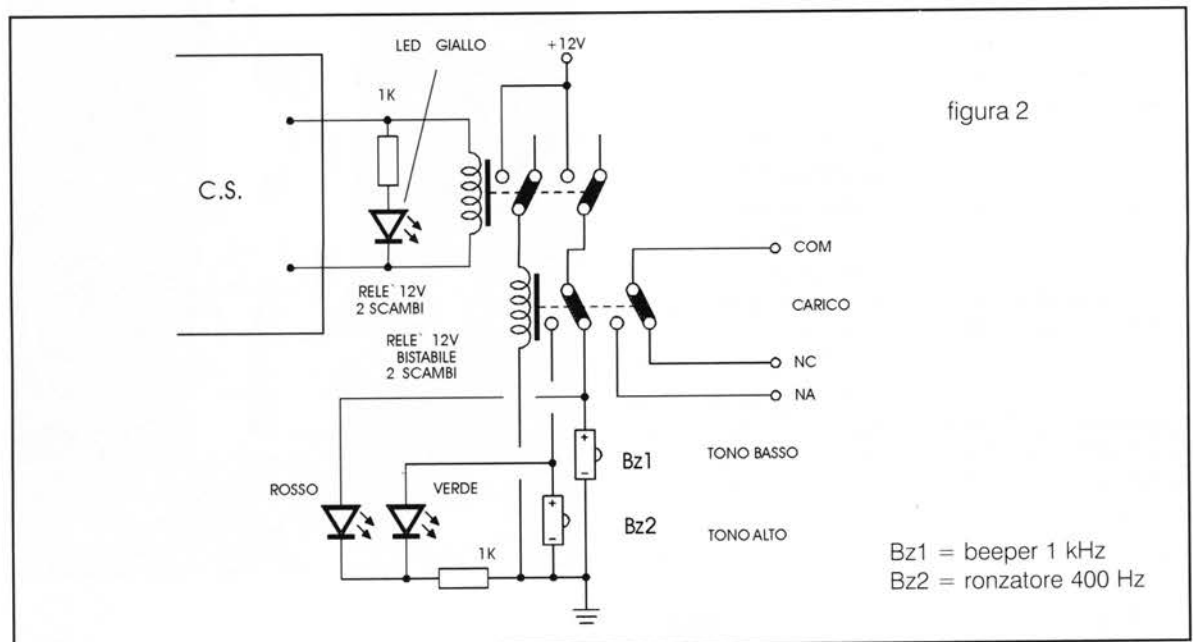 LED GIALLO
+12V
1K
figura 2
C.S.
COM
RELE` 12V
2 SCAMBI
CARICO
RELE` 12V
BISTABILE
2 SCAMBI
NC
NA
+
Bz1
TONO BASSO
-
ROSSO
VERDE
+
Bz2
TONO ALTO
-
1K
Bz1 = beeper 1 kHz
Bz2 = ronzatore 400 Hz